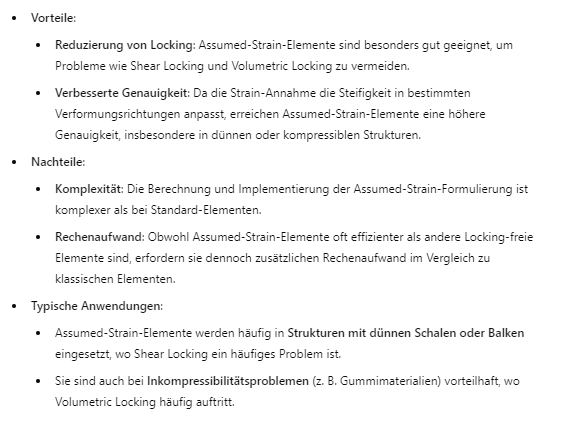 • Vorteile:
• Reduzierung von Locking: Assumed-Strain-Elemente sind besonders gut geeignet, um
Probleme wie Shear Locking und Volumetric Locking zu vermeiden.
• Verbesserte Genauigkeit: Da die Strain-Annahme die Steifigkeit in bestimmten
Verformungsrichtungen anpasst, erreichen Assumed-Strain-Elemente eine höhere
Genauigkeit, insbesondere in dünnen oder kompressiblen Strukturen.
• Nachteile:
• Komplexität: Die Berechnung und Implementierung der Assumed-Strain-Formulierung ist
komplexer als bei Standard-Elementen.
• Rechenaufwand: Obwohl Assumed-Strain-Elemente oft effizienter als andere Locking-freie
Elemente sind, erfordern sie dennoch zusätzlichen Rechenaufwand im Vergleich zu
klassischen Elementen.
• Typische Anwendungen:
• Assumed-Strain-Elemente werden häufig in Strukturen mit dünnen Schalen oder Balken
eingesetzt, wo Shear Locking ein häufiges Problem ist.
• Sie sind auch bei Inkompressibilitätsproblemen (z. B. Gummimaterialien) vorteilhaft, wo
Volumetric Locking häufig auftritt.